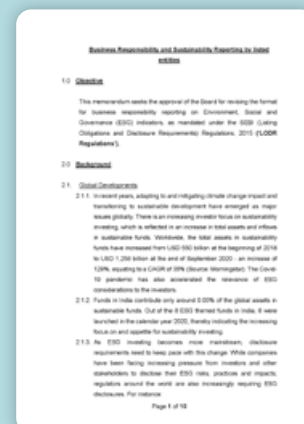 Business Responsibility and Sustainability Reporting by listed
entities
1.0 Objective
This memorandum seeks the approval of the Board for revising the format
for business responsibility reporting on Environment, Social and
Governance (ESG) indicators, as mandated under the SEBI (Listing
Obligations and Disclosure Requirements) Regulations, 2015 ('LODR
Regulations').
2.0 Background
2.1. Global Developments
2.1.1. In recent years, adapting to and mitigating climate change impact and
transitioning to sustainable development have emerged as major
issues globally. There is an increasing investor focus on sustainability
investing, which is reflected in an increase in total assets and inflows
in sustainable funds. Worldwide, the total assets in sustainability
funds have increased from USD 550 billion at the beginning of 2018
to USD 1,258 billion at the end of September 2020 - an increase of
129%, equating to a CAGR of 35% (Source: Morningstar). The Covid-
19 pandemic has also accelerated the relevance of ESG
considerations to the investors.
2.1.2. Funds in India contribute only around 0.05% of the global assets in
sustainable funds. Out of the 8 ESG themed funds in India, 6 were
launched in the calendar year 2020, thereby indicating the increasing
focus on and appetite for sustainability investing.
2.1.3. As ESG investing becomes more mainstream, disclosure
requirements need to keep pace with this change. While companies
have been facing increasing pressure from investors and other
stakeholders to disclose their ESG risks, practices and impacts,
regulators around the world are also increasingly requiring ESG
disclosures. For instance:
Page 1 of 10